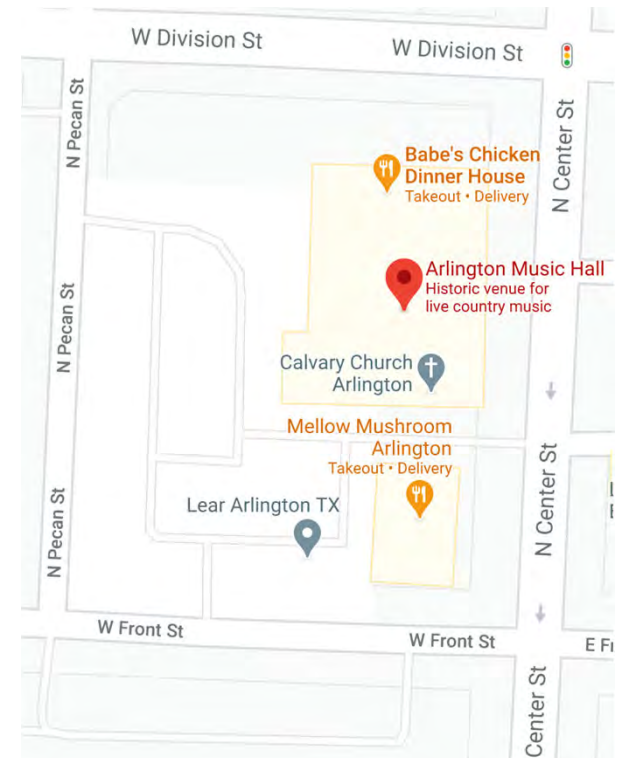 W Division St
W Division St
N Pecan St
N Center St
Babe's Chicken
Dinner House
Takeout • Delivery
Arlington Music Hall
Historic venue for
live country music
N Pecan St
Calvary Church
Arlington
Mellow Mushroom
Arlington
Takeout • Delivery
N Center St
N Pecan St
Lear Arlington TX
W Front St
W Front St
Center St